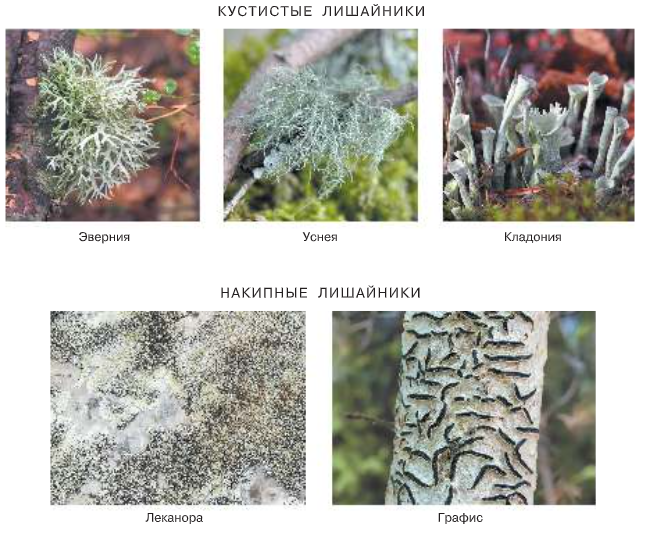 КУСТИСТЫЕ ЛИШАЙНИКИ
Эверния
Уснея
Кладония
НАКИПНЫЕ ЛИШАЙНИКИ
Леканора
Графис